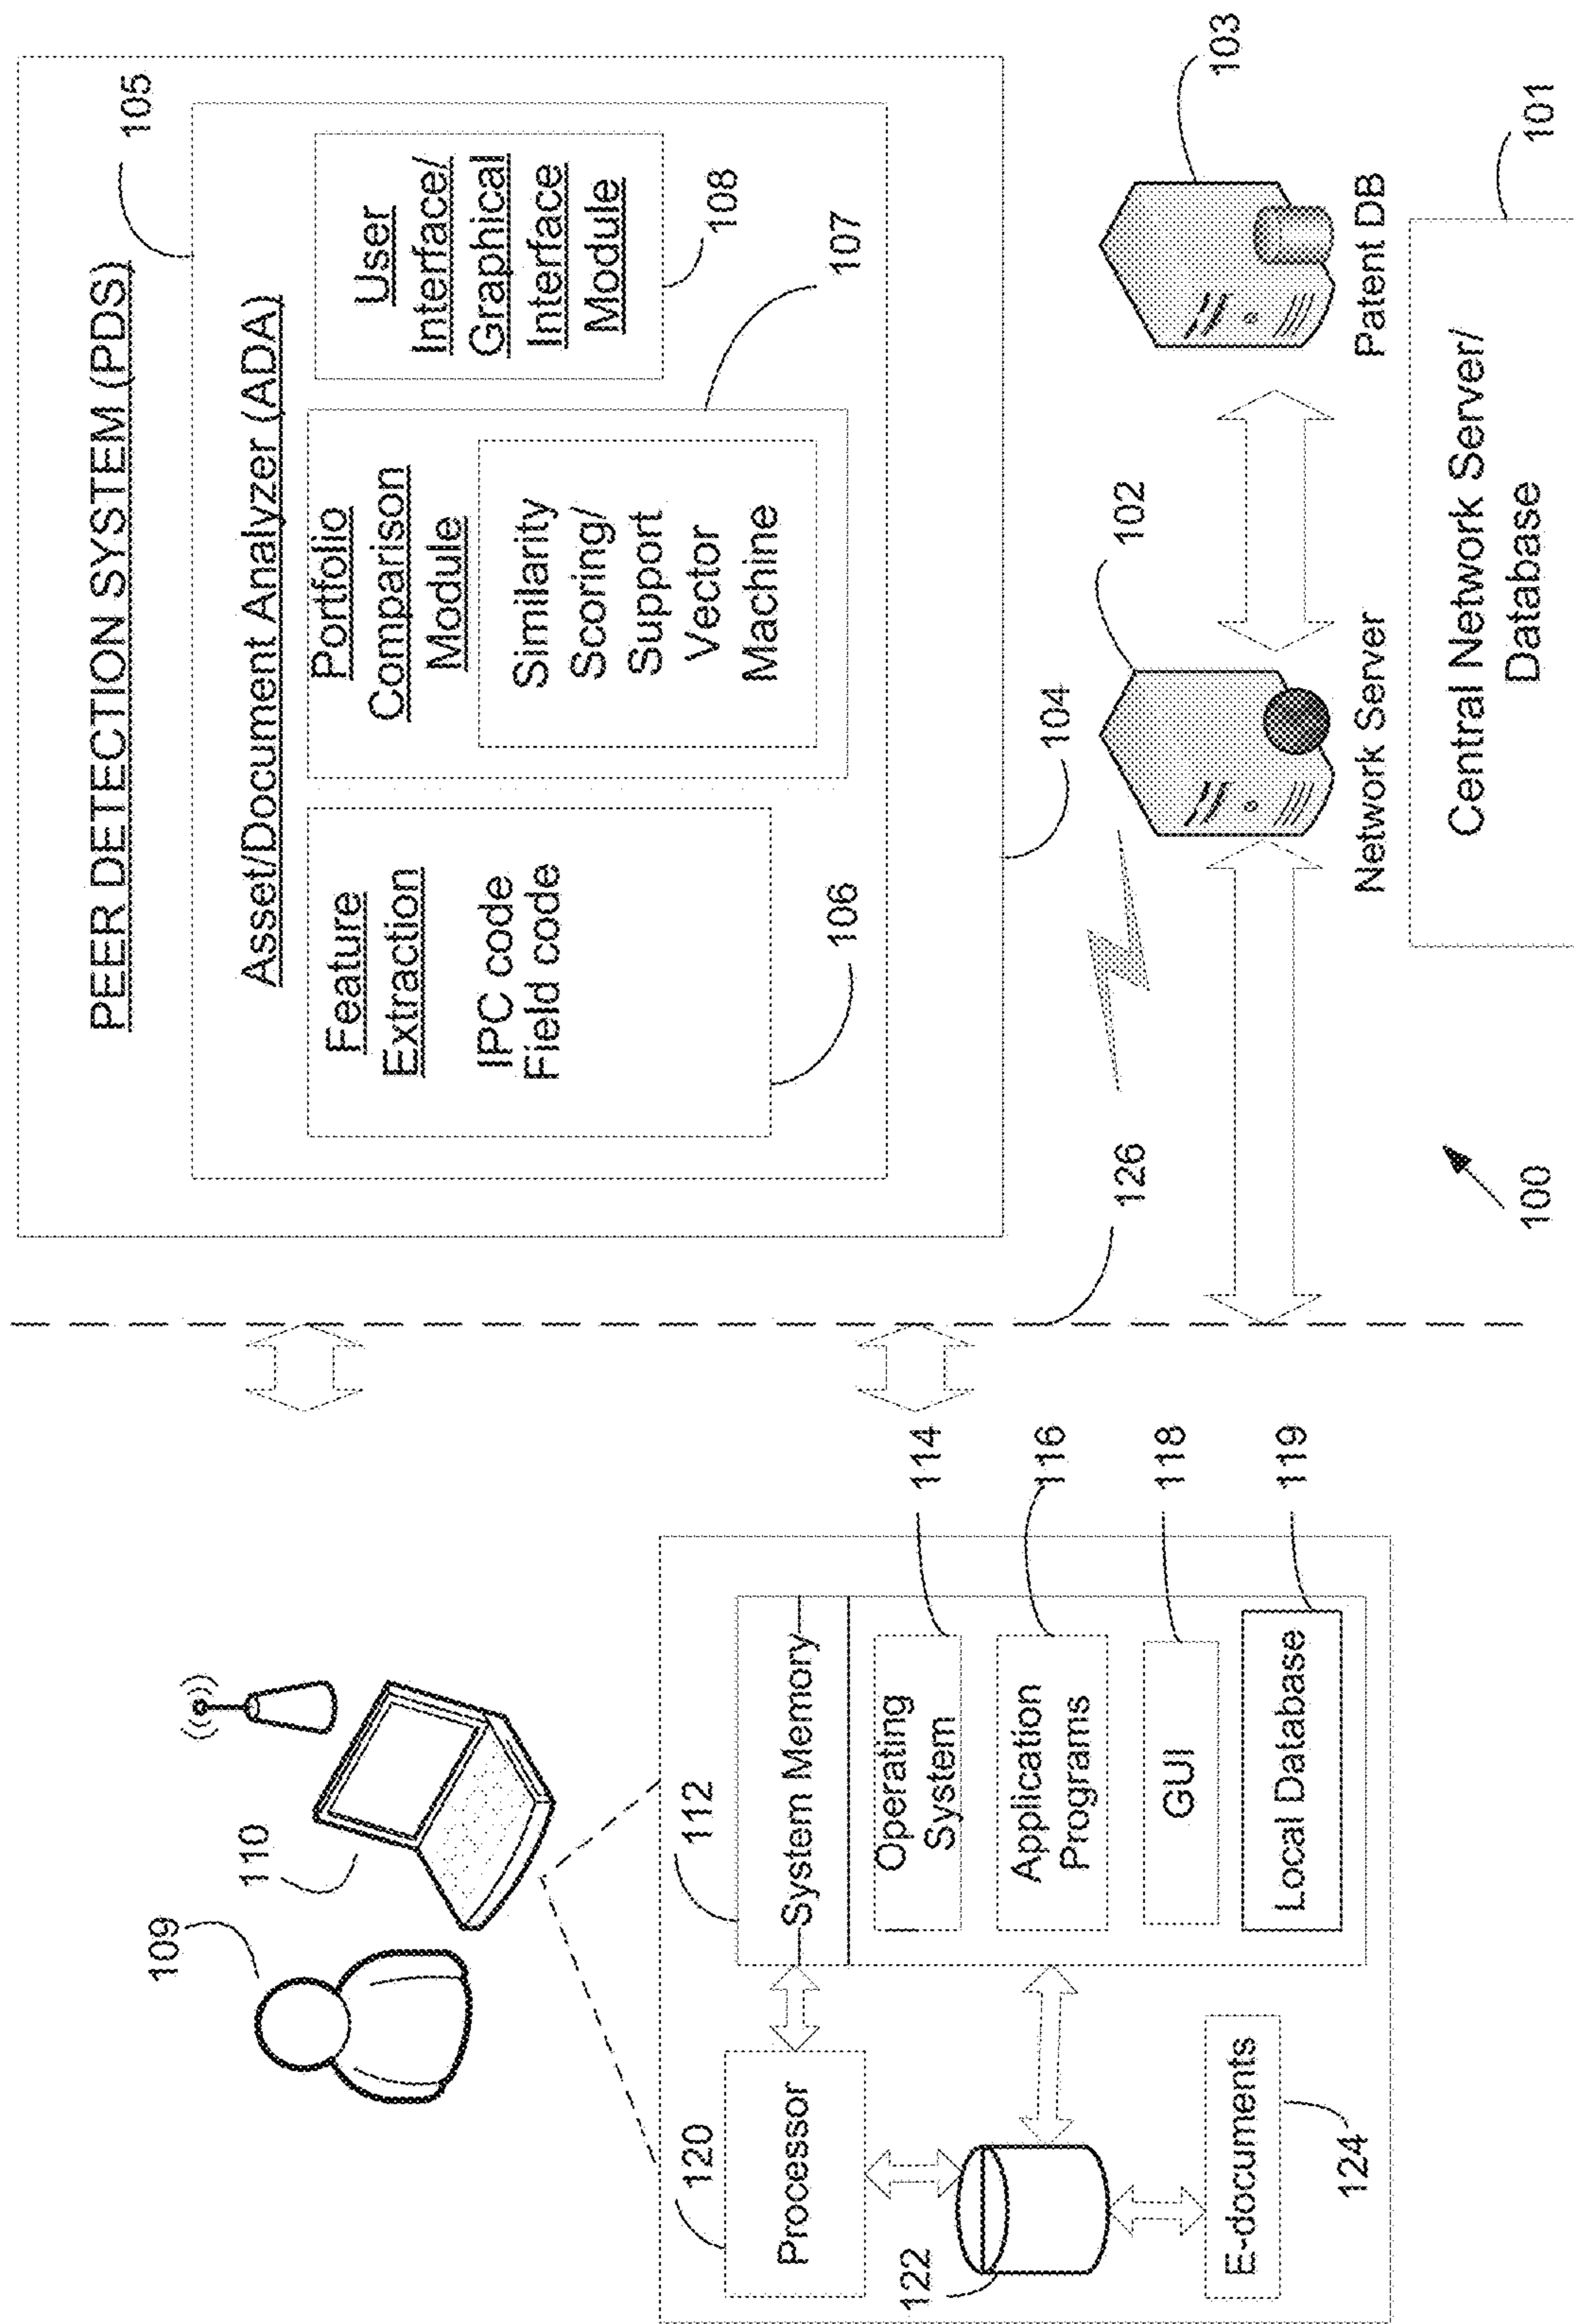 PEER DETECTION SYSTEM (PDS)
105
Asset/Document Analyzer (ADA)
Feature
Extraction
IPC code
Field code
106
Portfolio
Comparison
Module
Similarity
Scoring/
Support
Vector
Machine
107
User
Interface/
Graphical
Interface
Module
108
104
126
102
Network Server
103
Patent DB
Central Network Server/
Database
101
100
109
110
112
System Memory
Operating
System
114
Application
Programs
116
GUI
118
Local Database
119
120
Processor
122
E-documents
124